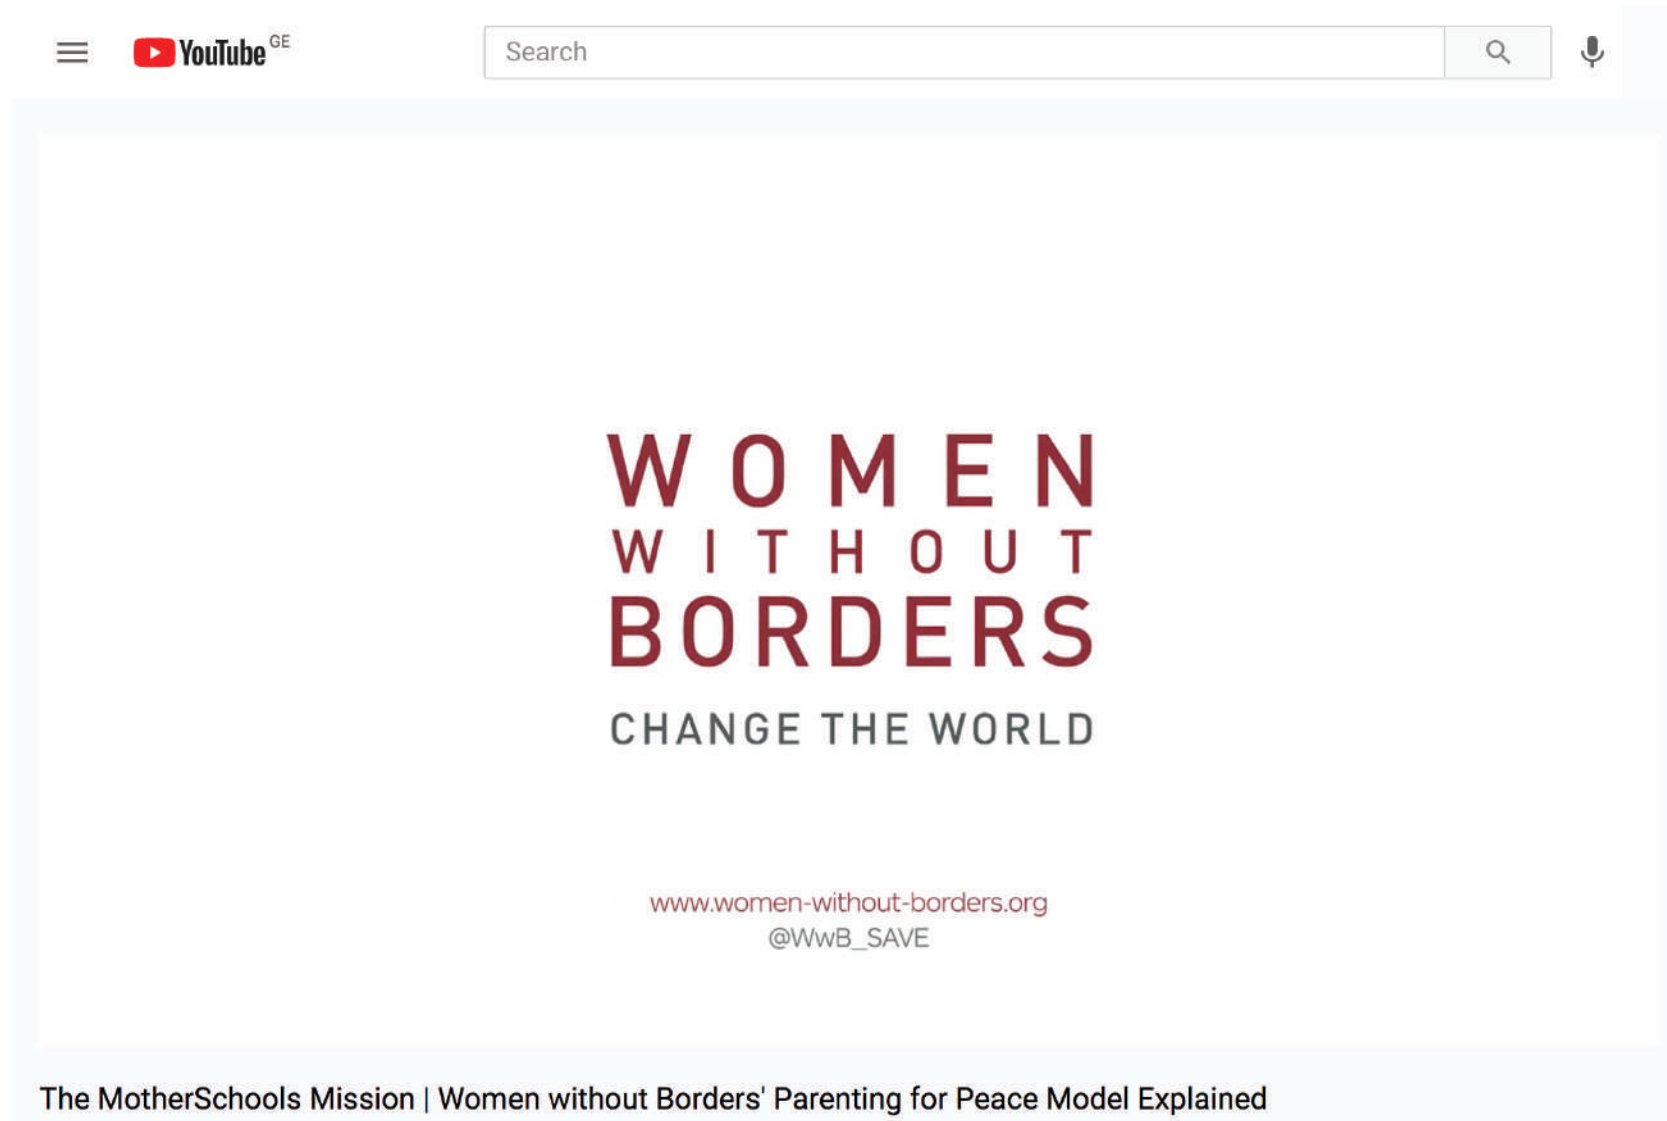 YouTube GE
Search
WOMEN
WITHOUT
BORDERS
CHANGE THE WORLD
www.women-without-borders.org
@WwB_SAVE
The MotherSchools Mission | Women without Borders' Parenting for Peace Model Explained